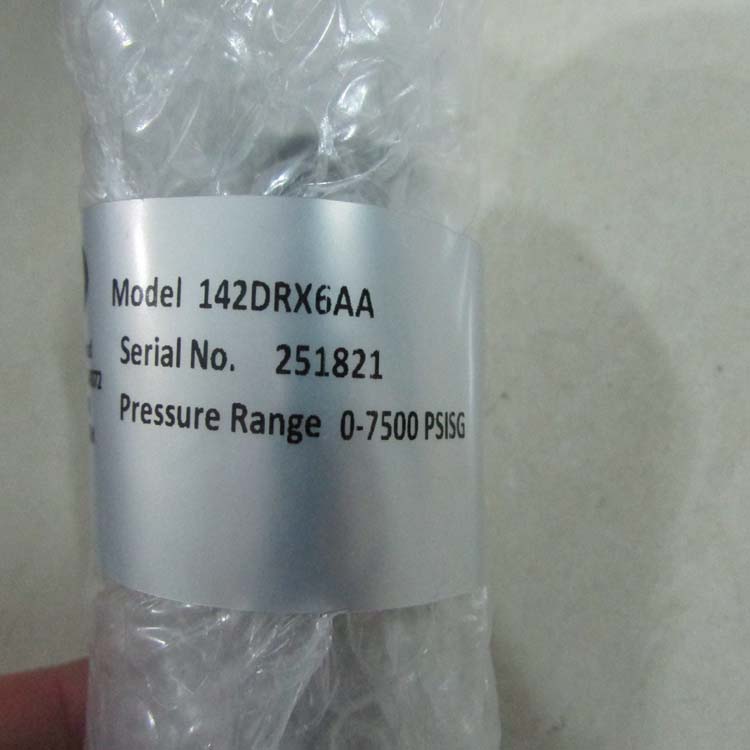 Model 142DRX6AA
Serial No. 251821
Pressure Range 0-7500 PSISG